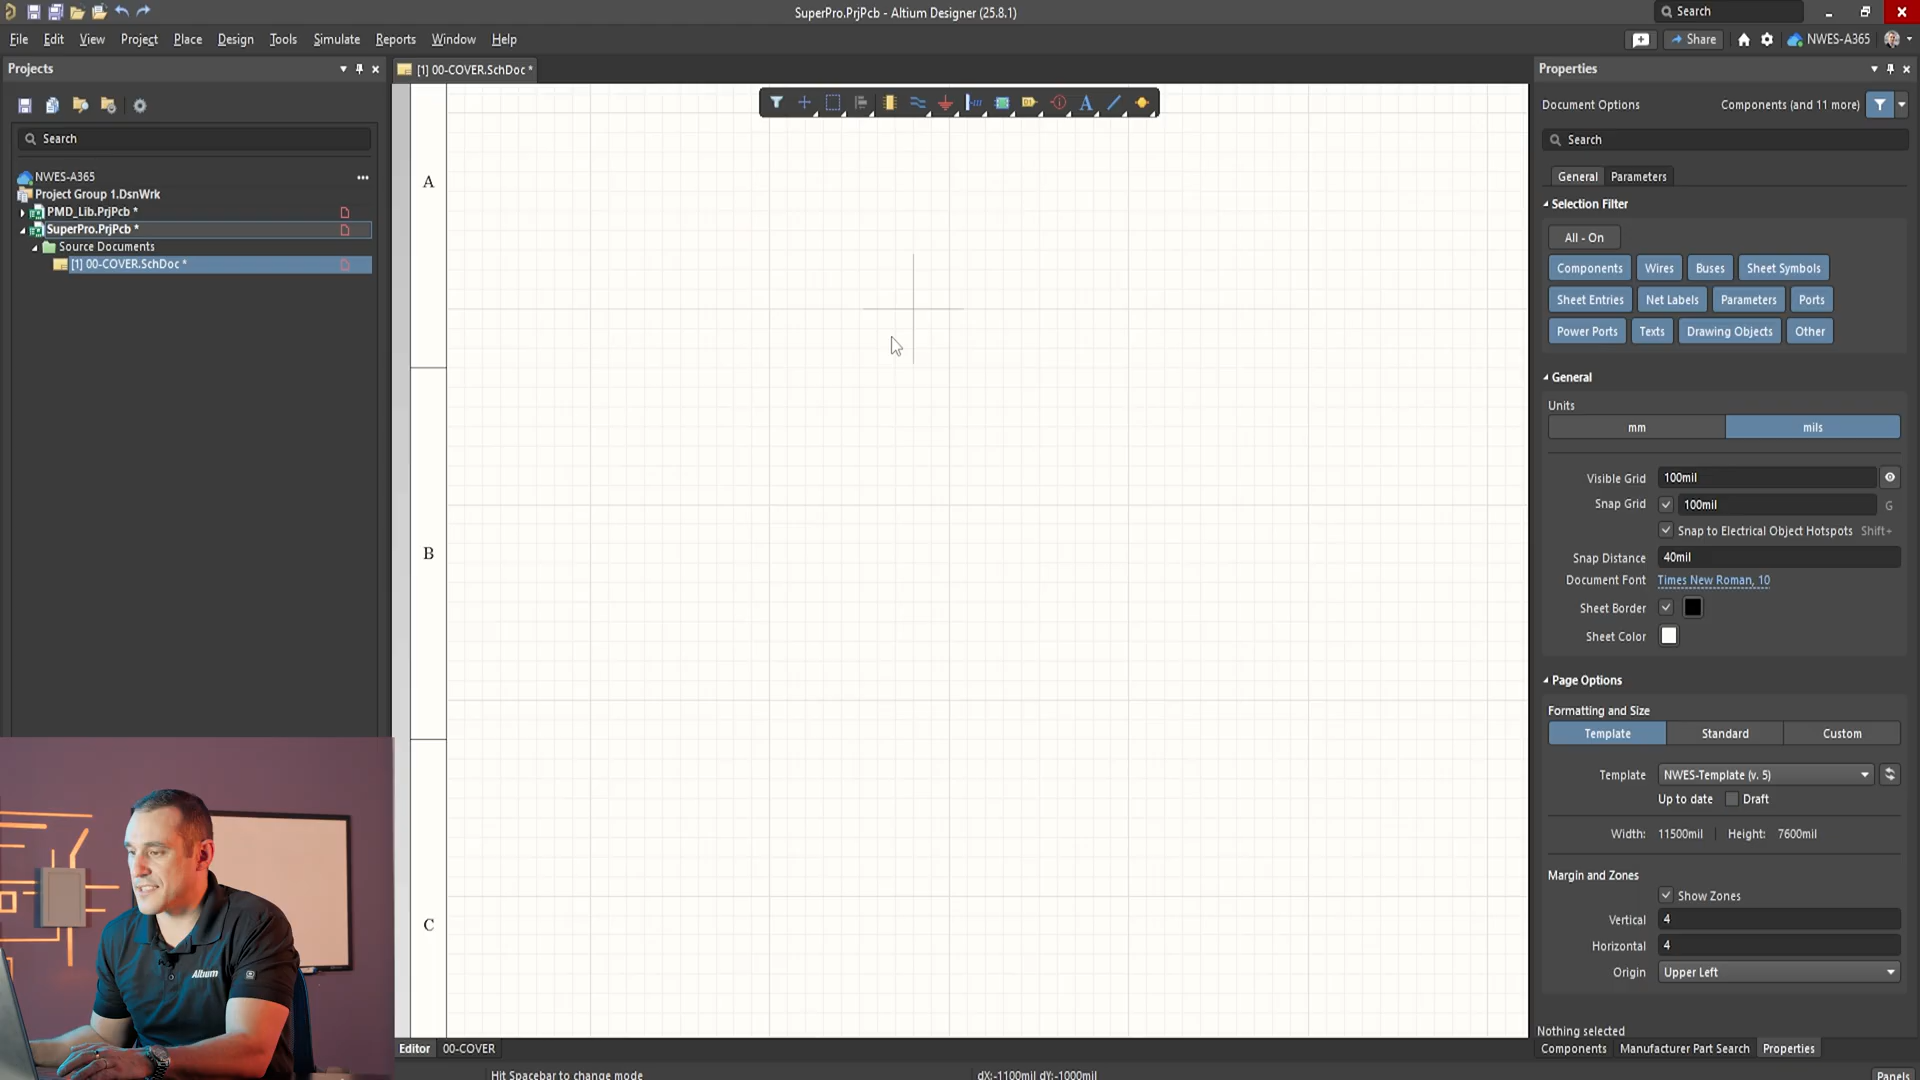 SuperPro.PrjPcb - Altium Designer (25.8.1)
Search
File Edit View Project Place Design Tools Simulate Reports Window Help
Share
NWES-A365
Projects
[1] 00-COVER.SchDoc *
Properties
Document Options
Components (and 11 more)
Search
Search
General
Parameters
NWES-A365
Project Group 1.DsnWrk
PMD_Lib.PrjPcb *
SuperPro.PrjPcb *
Source Documents
[1] 00-COVER.SchDoc *
A
B
C
Selection Filter
All - On
Components Wires Buses Sheet Symbols
Sheet Entries Net Labels Parameters Ports
Power Ports Texts Drawing Objects Other
General
Units
mm mils
Visible Grid 100mil
Snap Grid 100mil G
Snap to Electrical Object Hotspots Shift+
Snap Distance 40mil
Document Font Times New Roman, 10
Sheet Border
Sheet Color
Page Options
Formatting and Size
Template Standard Custom
Template NWES-Template (v. 5)
Up to date Draft
Width: 11500mil Height: 7600mil
Margin and Zones
Show Zones
Vertical 4
Horizontal 4
Origin Upper Left
Altium
Nothing selected
Editor 00-COVER
Components Manufacturer Part Search Properties
Hit Spacebar to change mode
dX:-1100mil dY:-1000mil
Panels